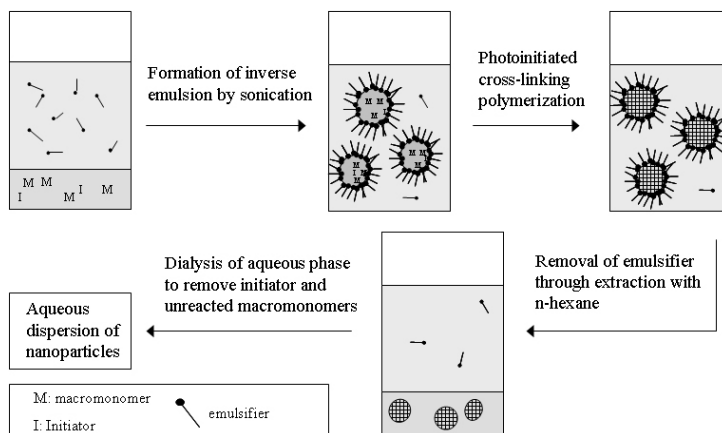 Formation of inverse
emulsion by sonication
Photoinitiated
cross-linking
polymerization
M M
M
I
M
I
M
M M
M
M M
I
M
I M
M
Removal of emulsifier
through extraction with
n-hexane
Dialysis of aqueous phase
to remove initiator and
unreacted macromonomers
Aqueous
dispersion of
nanoparticles
M: macromonomer
emulsifier
I: Initiator